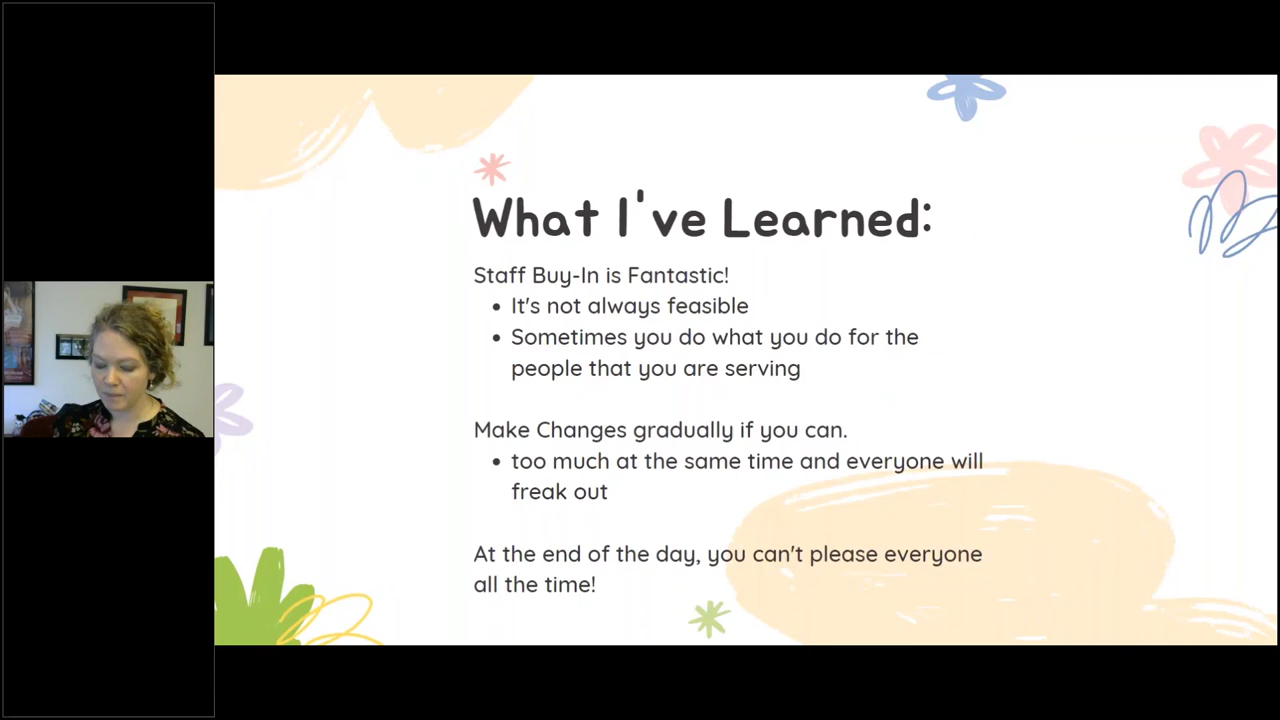 What I've Learned:
Staff Buy-In is Fantastic!
• It's not always feasible
• Sometimes you do what you do for the
people that you are serving
Make Changes gradually if you can.
• too much at the same time and everyone will
freak out
At the end of the day, you can't please everyone
all the time!